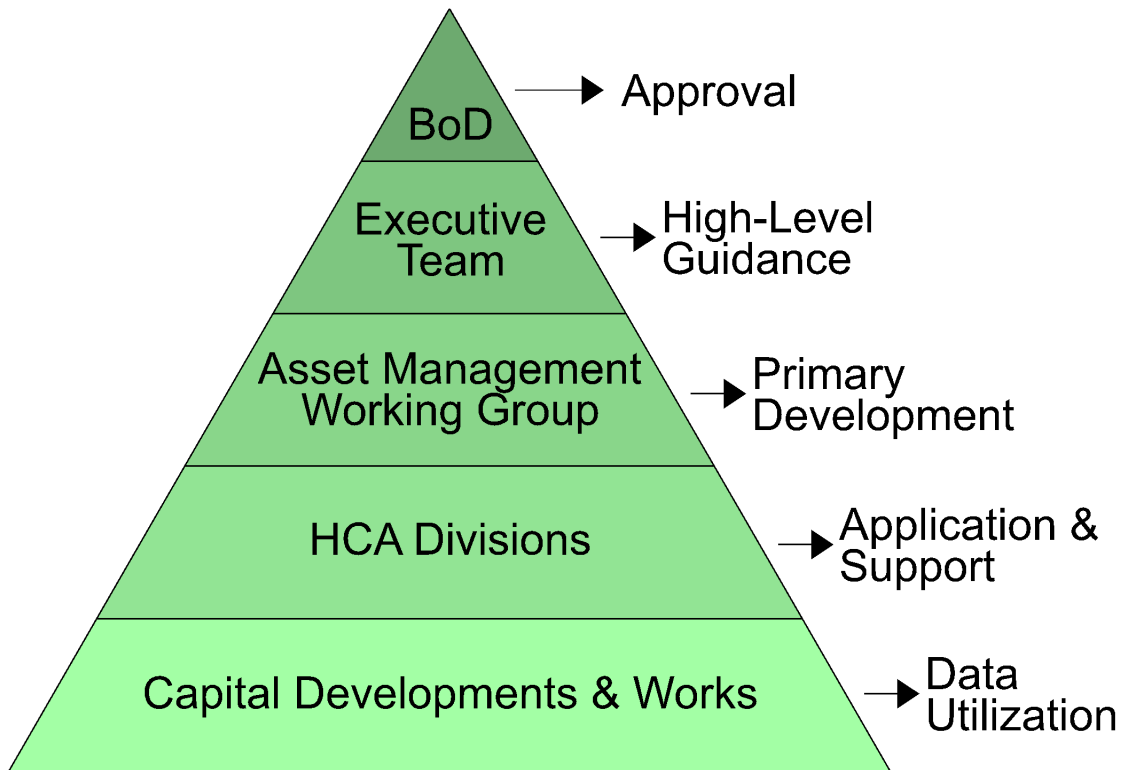 BoD
Approval
Executive
Team
High-Level
Guidance
Asset Management
Working Group
Primary
Development
HCA Divisions
Application &
Support
Capital Developments & Works
Data
Utilization